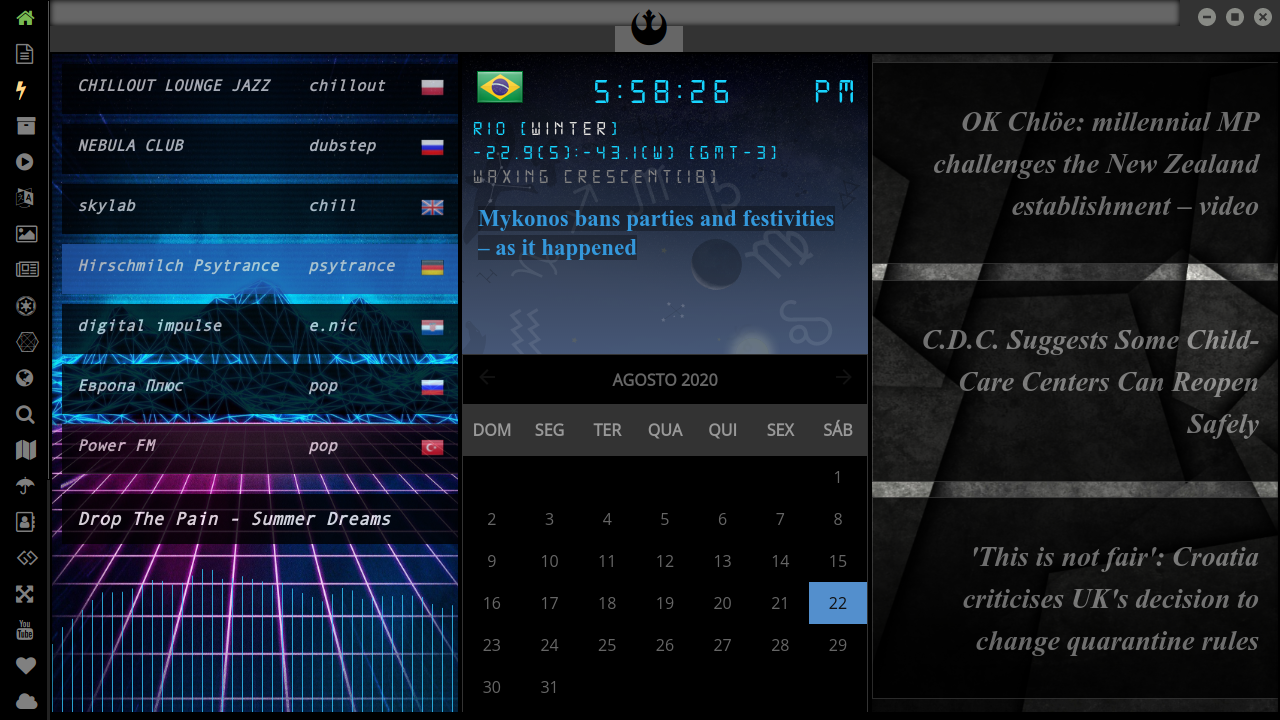 CHILLOUT LOUNGE JAZZ chillout
NEBULA CLUB dubstep
skylab chill
Hirschmilch Psytrance psytrance
digital impulse e.nic
Европа Плюс pop
Power FM pop
Drop The Pain - Summer Dreams
You
Tube
5:58:26 PM
RIO [WINTER]
-22.9(S):-43.1(W) [GMT-3]
WAXING CRESCENT(18)
Mykonos bans parties and festivities
– as it happened
AGOSTO 2020
DOM SEG TER QUA QUI SEX SÁB
1
2 3 4 5 6 7 8
9 10 11 12 13 14 15
16 17 18 19 20 21 22
23 24 25 26 27 28 29
30 31
OK Chlöe: millennial MP
challenges the New Zealand
establishment – video
C.D.C. Suggests Some Child-
Care Centers Can Reopen
Safely
'This is not fair': Croatia
criticises UK's decision to
change quarantine rules